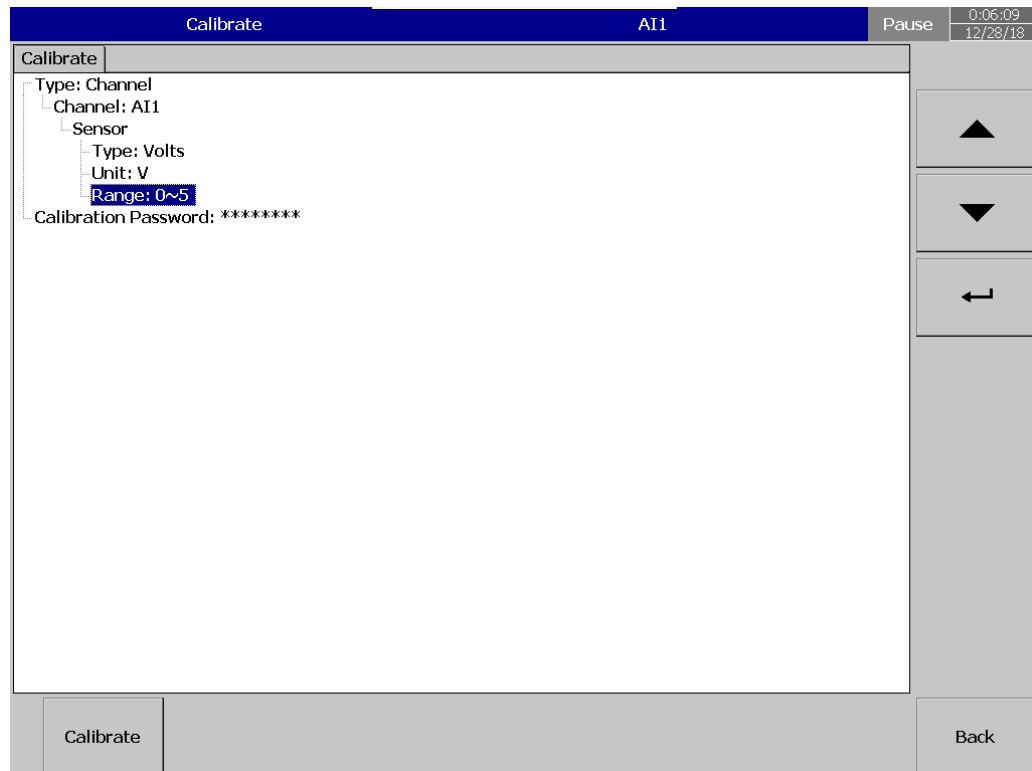 Calibrate AI1 Pause 0:06:09
12/28/18
Calibrate
Type: Channel
Channel: AI1
Sensor
Type: Volts
Unit: V
Range: 0~5
Calibration Password: ********
Calibrate Back